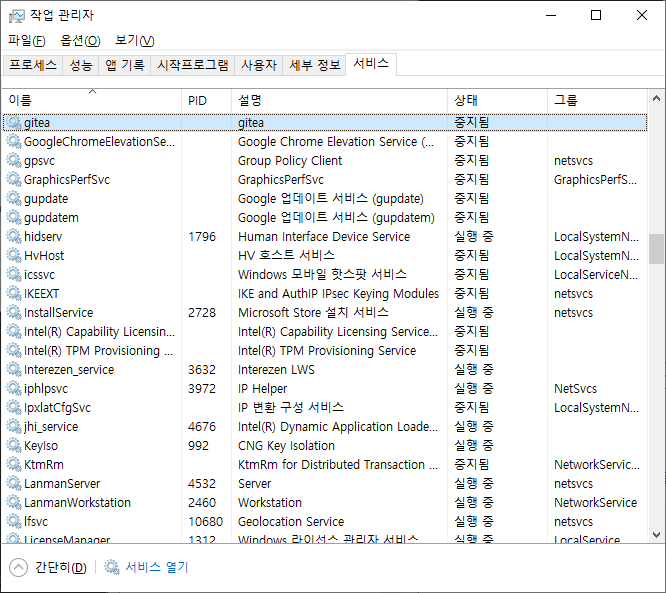 작업 관리자
파일(F) 옵션(O) 보기(V)
프로세스 성능 앱 기록 시작프로그램 사용자 세부 정보 서비스
이름 PID 설명 상태 그룹
gitea gitea 중지됨
GoogleChromeElevationSe... Google Chrome Elevation Service (... 중지됨
gpsvc Group Policy Client 중지됨 netsvcs
GraphicsPerfSvc GraphicsPerfSvc 중지됨 GraphicsPerfS...
gupdate Google 업데이트 서비스 (gupdate) 중지됨
gupdatem Google 업데이트 서비스 (gupdatem) 중지됨
hidserv 1796 Human Interface Device Service 실행 중 LocalSystemN...
HvHost HV 호스트 서비스 중지됨 LocalSystemN...
icssvc Windows 모바일 핫스팟 서비스 중지됨 LocalServiceN...
IKEEXT IKE and AuthIP IPsec Keying Modules 중지됨 netsvcs
InstallService 2728 Microsoft Store 설치 서비스 실행 중 netsvcs
Intel(R) Capability Licensin... Intel(R) Capability Licensing Service... 중지됨
Intel(R) TPM Provisioning ... Intel(R) TPM Provisioning Service 중지됨
Interezen_service 3632 Interezen LWS 실행 중
iphlpsvc 3972 IP Helper 실행 중 NetSvcs
IpxlatCfgSvc IP 변환 구성 서비스 중지됨 LocalSystemN...
jhi_service 4676 Intel(R) Dynamic Application Loade... 실행 중
KeyIso 992 CNG Key Isolation 실행 중
KtmRm KtmRm for Distributed Transaction ... 중지됨 NetworkServic...
LanmanServer 4532 Server 실행 중 netsvcs
LanmanWorkstation 2460 Workstation 실행 중 NetworkService
lfsvc 10680 Geolocation Service 실행 중 netsvcs
LicenseManager 1312 Windows 라이선스 관리자 서비스 실행 중 LocalService
간단히(D) 서비스 열기